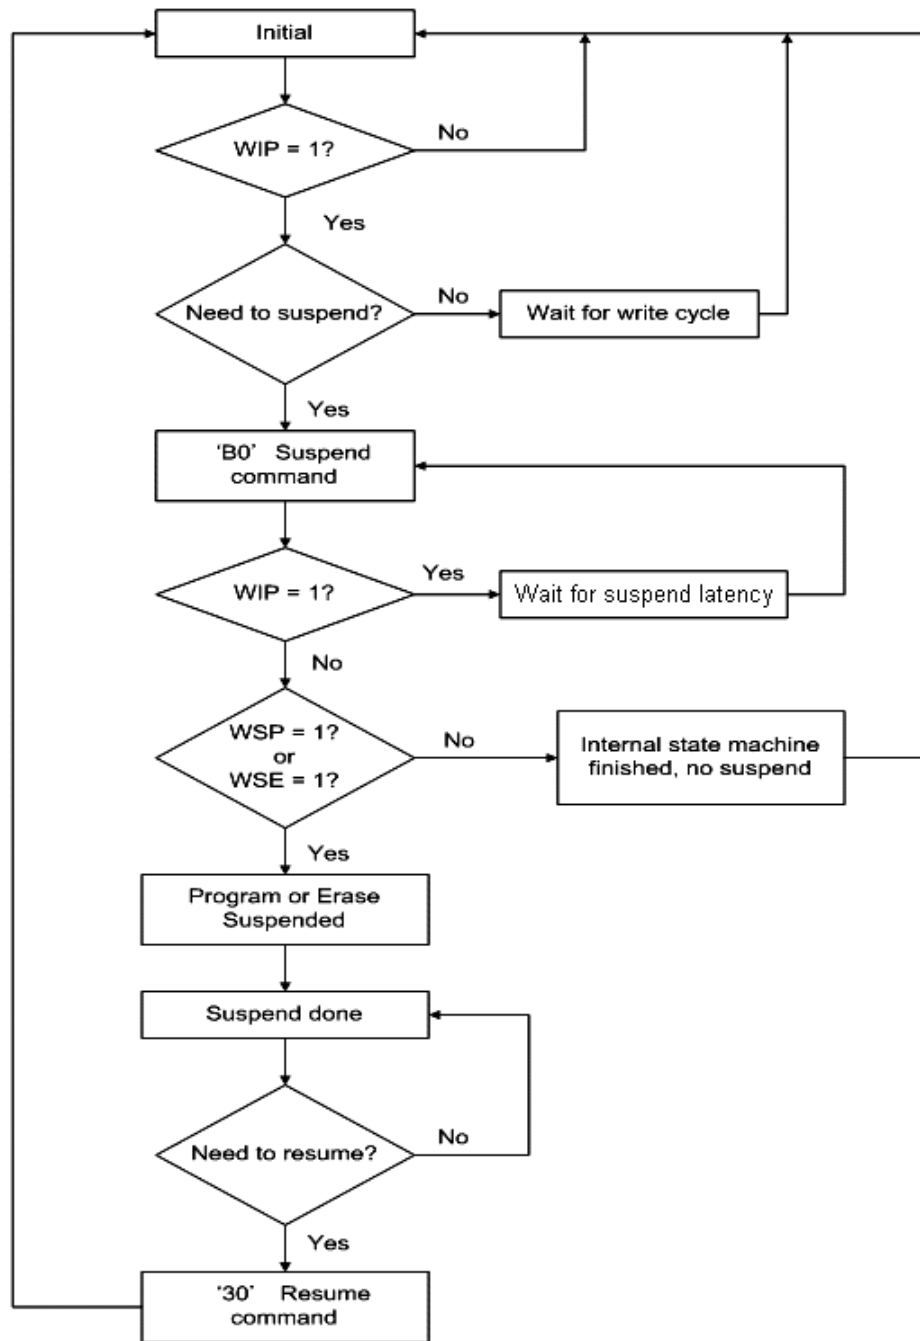 Initial
WIP = 1?
No
Yes
Need to suspend?
No
Wait for write cycle
Yes
‘B0’ Suspend
command
WIP = 1?
Yes
Wait for suspend latency
No
WSP = 1?
or
WSE = 1?
No
Internal state machine
finished, no suspend
Yes
Program or Erase
Suspended
Suspend done
Need to resume?
No
Yes
‘30’ Resume
command